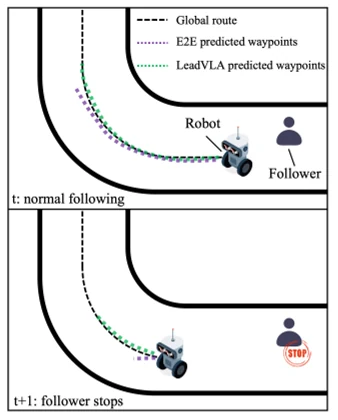 Global route
E2E predicted waypoints
LeadVLA predicted waypoints
Robot
Follower
t: normal following
STOP
t+1: follower stops